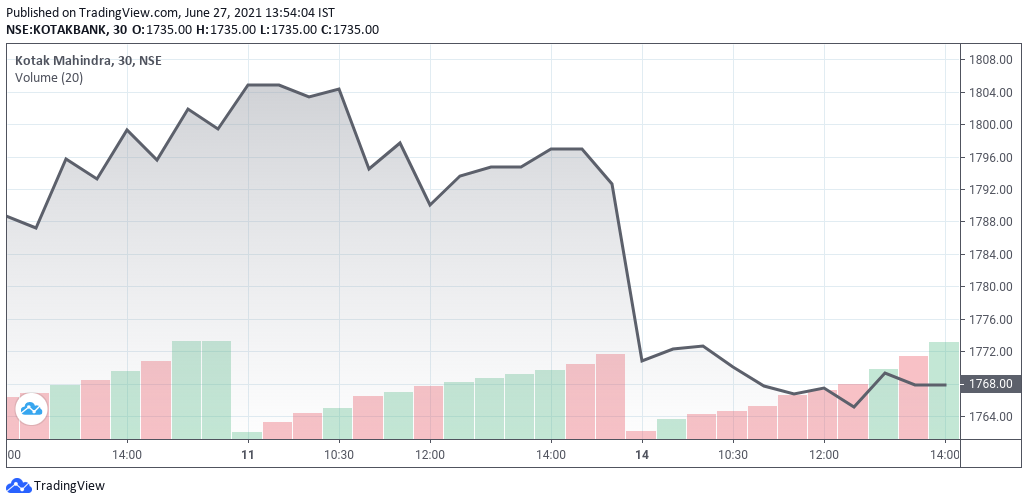 Published on TradingView.com, June 27, 2021 13:54:04 IST
NSE:KOTAKBANK, 30 O:1735.00 H:1735.00 L:1735.00 C:1735.00
Kotak Mahindra, 30, NSE
Volume (20)
1808.00
1804.00
1800.00
1796.00
1792.00
1788.00
1784.00
1780.00
1776.00
1772.00
1768.00
1764.00
00 14:00 11 10:30 12:00 14:00 14 10:30 12:00 14:00
TradingView